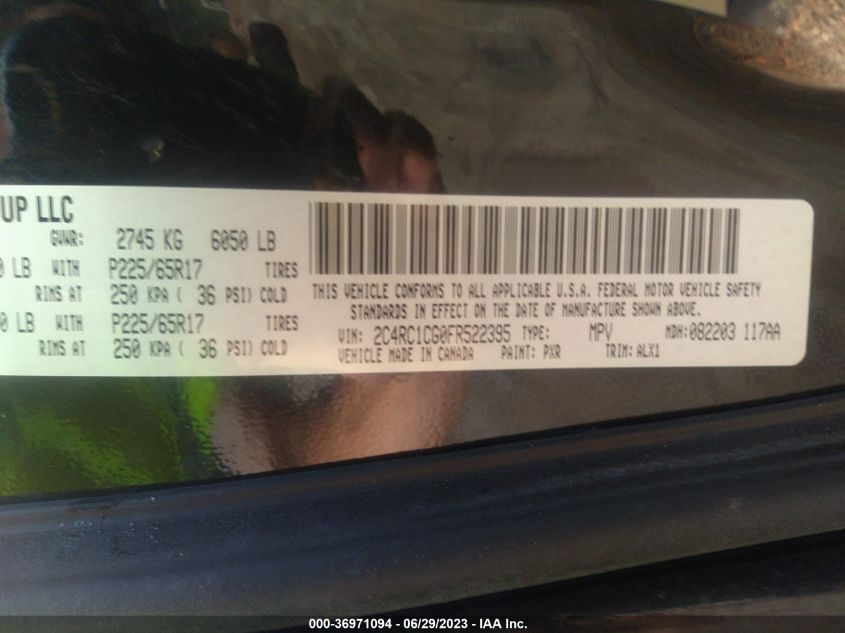 UP LLC
GVWR: 2745 KG 6050 LB
LB WITH P225/65R17 TIRES
RIMS AT 250 KPA ( 36 PSI) COLD
LB WITH P225/65R17 TIRES
RIMS AT 250 KPA ( 36 PSI) COLD
THIS VEHICLE CONFORMS TO ALL APPLICABLE U.S.A. FEDERAL MOTOR VEHICLE SAFETY
STANDARDS IN EFFECT ON THE DATE OF MANUFACTURE SHOWN ABOVE.
VIN: 2C4RC1CG0FR522395 TYPE: MPV MDH:082203 117AA
VEHICLE MADE IN CANADA PAINT: PXR TRIM: ALX1
000-36971094 - 06/29/2023 - IAA Inc.